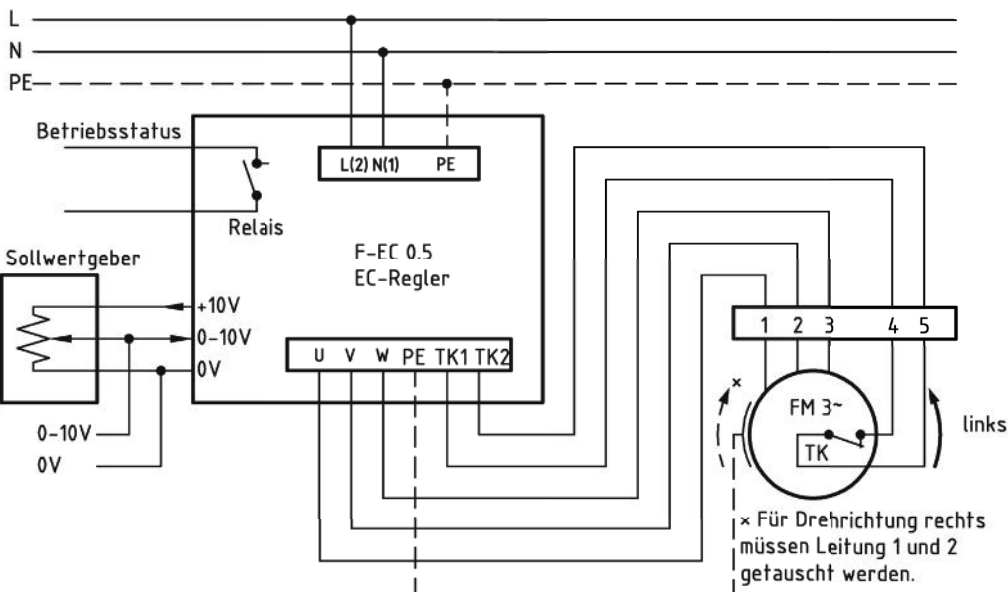 L
N
PE
Betriebsstatus
L(2) N(1) PE
Relais
Sollwertgeber
F-EC 0.5
EC-Regler
+10V
0-10V
0V
U V W PE TK1 TK2
1 2 3 4 5
×
FM 3~
TK
links
0-10V
0V
× Für Drehrichtung rechts
müssen Leitung 1 und 2
getauscht werden.